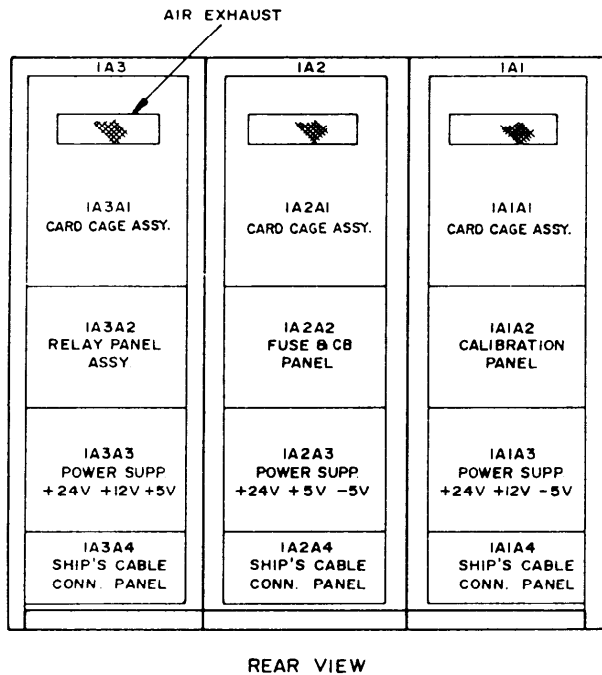 AIR EXHAUST
1A3
1A2
1A1
1A3A1
CARD CAGE ASSY.
1A2A1
CARD CAGE ASSY.
1A1A1
CARD CAGE ASSY.
1A3A2
RELAY PANEL
ASSY
1A2A2
FUSE & CB
PANEL
1A1A2
CALIBRATION
PANEL
1A3A3
POWER SUPP
+24V +12V +5V
1A2A3
POWER SUPP.
+24V +5V -5V
1A1A3
POWER SUPP
+24V +12V -5V
1A3A4
SHIP'S CABLE
CONN. PANEL
1A2A4
SHIP'S CABLE
CONN. PANEL
1A1A4
SHIP'S CABLE
CONN. PANEL
REAR VIEW